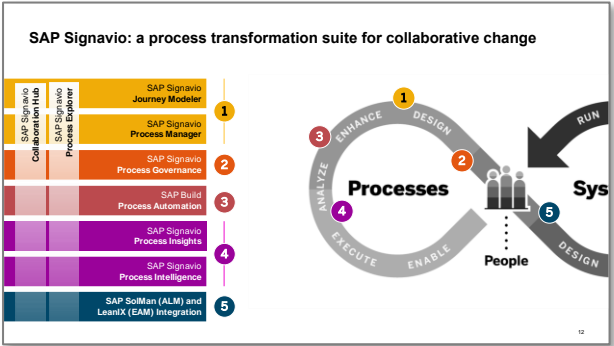 SAP Signavio: a process transformation suite for collaborative change
SAP Signavio
Collaboration Hub
SAP Signavio
Process Explorer
SAP Signavio
Journey Modeler
SAP Signavio
Process Manager
1
SAP Signavio
Process Governance
2
SAP Build
Process Automation
3
SAP Signavio
Process Insights
SAP Signavio
Process Intelligence
4
SAP SolMan (ALM) and
LeanIX (EAM) Integration
5
1
ENHANCE
DESIGN
3
2
ANALYZE
Processes
4
EXECUTE
ENABLE
People
RUN
Sys
5
DESIGN
12